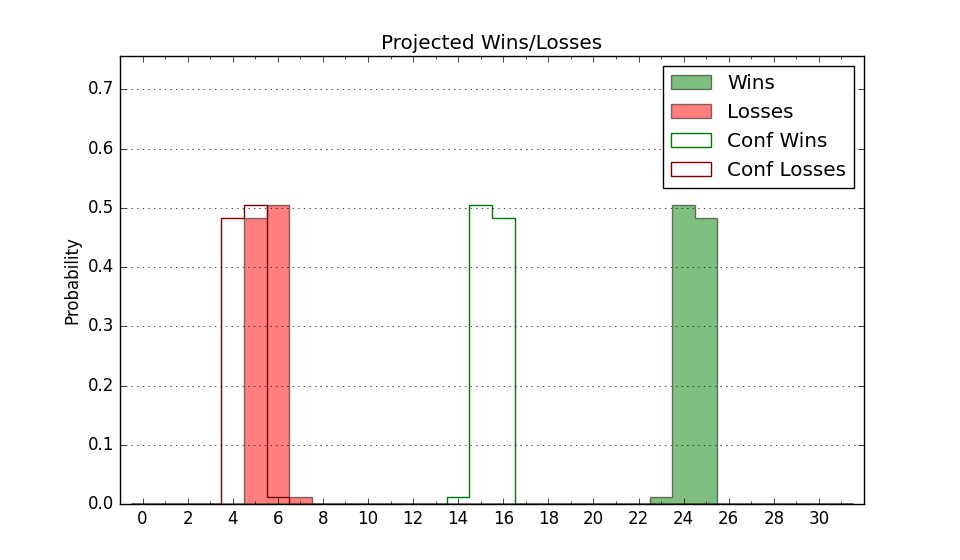 Projected Wins/Losses
Wins
Losses
Conf Wins
Conf Losses
Probability
0.7
0.6
0.5
0.4
0.3
0.2
0.1
0.0
0 2 4 6 8 10 12 14 16 18 20 22 24 26 28 30